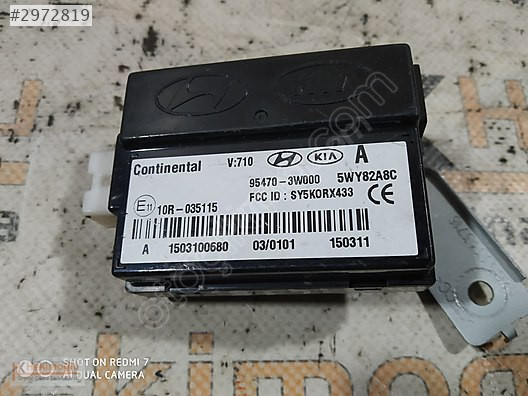 #2972819
Continental V:710 HYUNDAI KIA A
95470-3W000 5WY82A8C
FCC ID : SY5KORX433
E11 10R-035115 CE
A 1503100680 03/0101 150311
SHOT ON REDMI 7
AI DUAL CAMERA